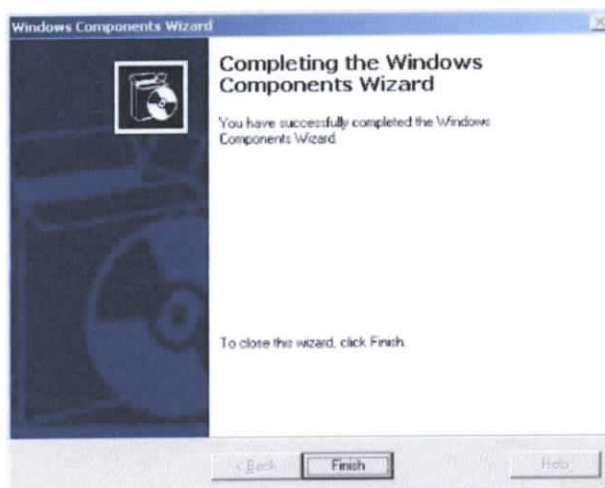 Windows Components Wizard
Completing the Windows
Components Wizard
You have successfully completed the Windows
Components Wizard.
To close this wizard, click Finish.
< Back
Finish
Help